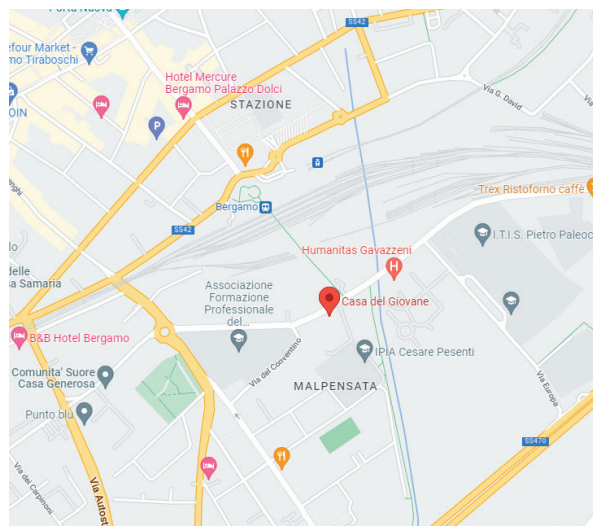 Porta Nuova
SS42
efour Market -
mo Tiraboschi
Hotel Mercure
Bergamo Palazzo Dolci
STAZIONE
OIN
P
Via G. David
Trex Ristoforno caffè
Bergamo
SS42
I.T.I.S. Pietro Paleoc
Humanitas Gavazzeni
H
delle
sa Samaria
Associazione
Formazione
Professionale
del...
Casa del Giovane
B&B Hotel Bergamo
IPIA Cesare Pesenti
Comunita' Suore
Casa Generosa
Via del Conventino
MALPENSATA
Via Europa
Punto blu
SS470
Via dei Carpinoni
Via Autost